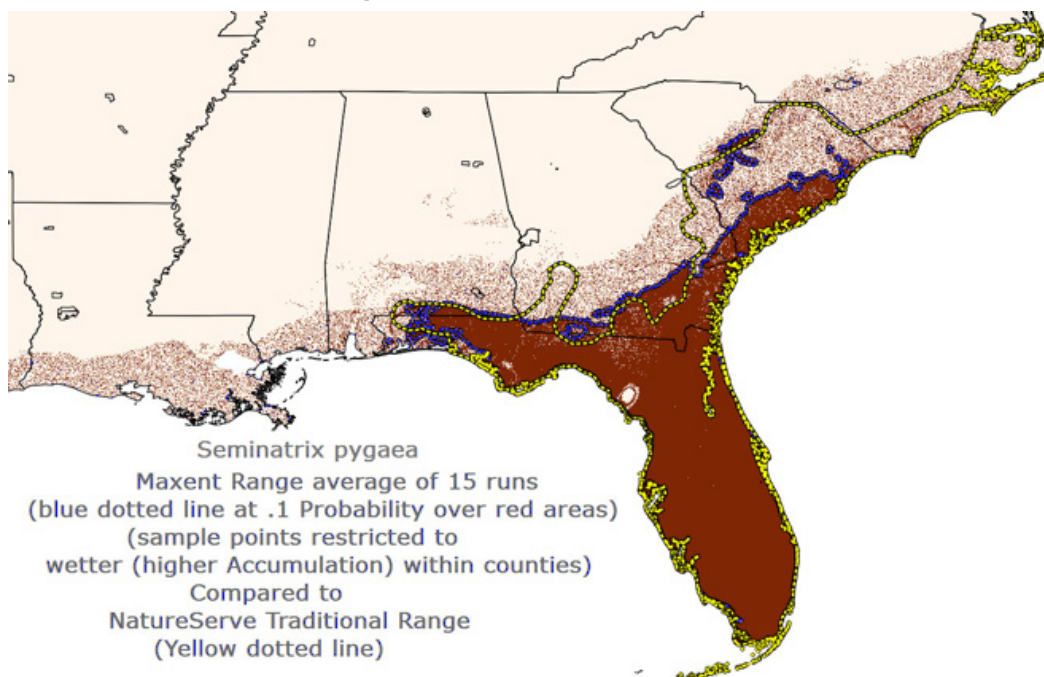 Seminatrix pygaea
Maxent Range average of 15 runs
(blue dotted line at .1 Probability over red areas)
(sample points restricted to
wetter (higher Accumulation) within counties)
Compared to
NatureServe Traditional Range
(Yellow dotted line)